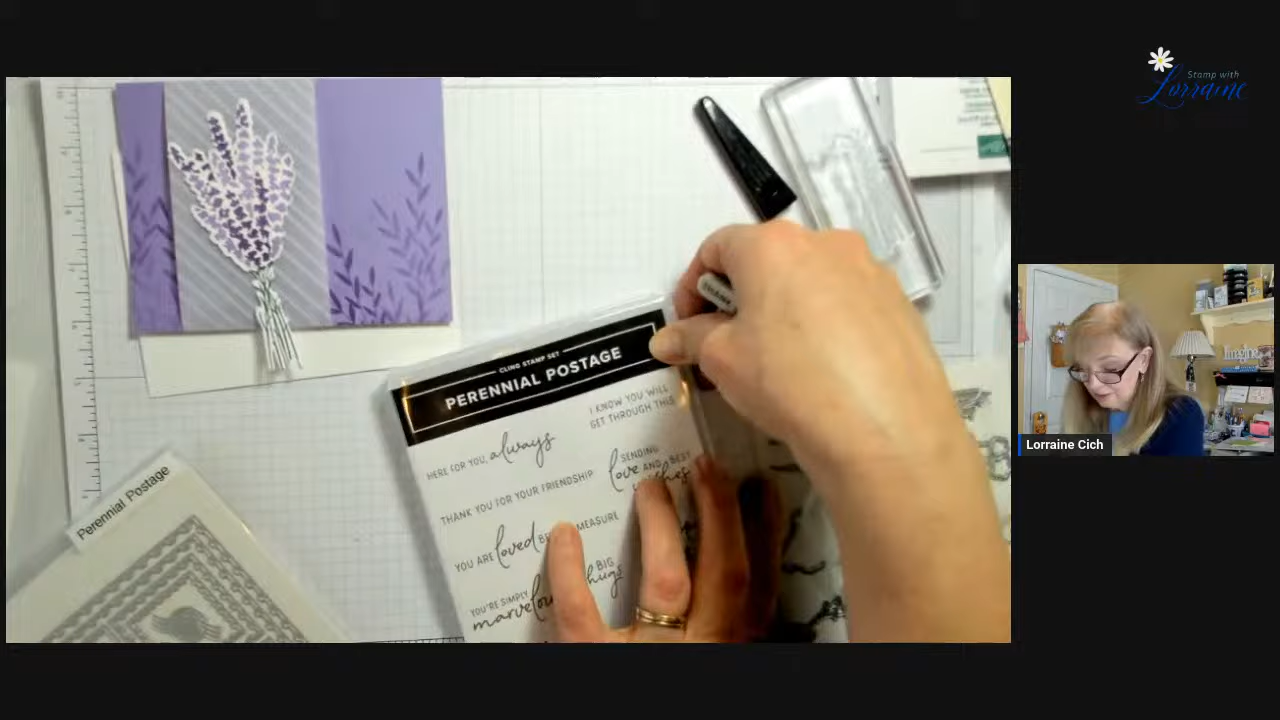 Stamp with
Lorraine
CLING STAMP SET
PERENNIAL POSTAGE
I KNOW YOU WILL
GET THROUGH THIS
HERE FOR YOU, always
SENDING
love AND BEST
THANK YOU FOR YOUR FRIENDSHIP
YOU ARE loved
MEASURE
BIG
hugs
YOU'RE SIMPLY
Perennial Postage
Imagine
Lorraine Cich